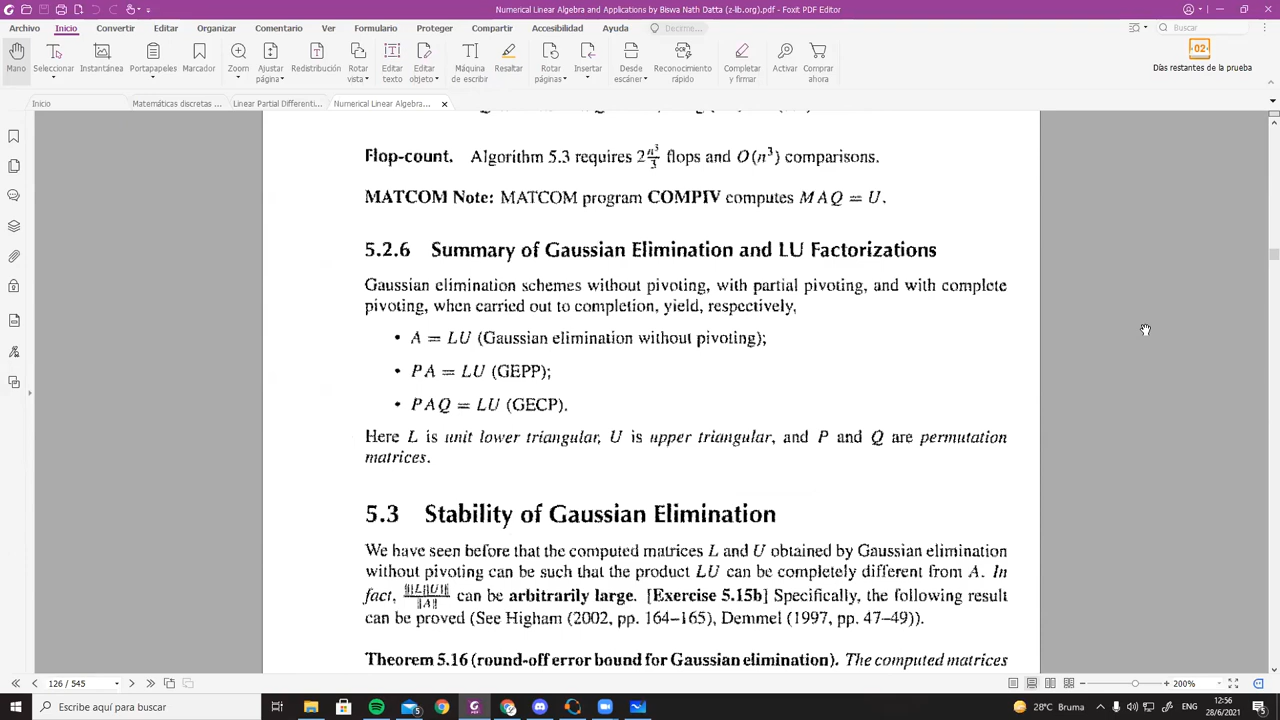 Numerical Linear Algebra and Applications by Biswa Nath Datta (z-lib.org).pdf - Foxit PDF Editor
Archivo Inicio Convertir Editar Organizar Comentario Ver Formulario Proteger Compartir Accesibilidad Ayuda Decirme... Buscar
Mano Seleccionar Instantánea Portapapeles Marcador Zoom Ajustar página Redistribución Rotar vista Editar texto Editar objeto Máquina de escribir Resaltar Rotar páginas Insertar Desde escáner Reconocimiento rápido Completar y firmar Activar Comprar ahora
02
Días restantes de la prueba
Inicio Matemáticas discretas ... Linear Partial Differenti... Numerical Linear Algebra...
Flop-count. Algorithm 5.3 requires 2 n³/3 flops and O(n³) comparisons.
MATCOM Note: MATCOM program COMPIV computes MAQ = U.
5.2.6 Summary of Gaussian Elimination and LU Factorizations
Gaussian elimination schemes without pivoting, with partial pivoting, and with complete
pivoting, when carried out to completion, yield, respectively,
• A = LU (Gaussian elimination without pivoting);
• PA = LU (GEPP);
• PAQ = LU (GECP).
Here L is unit lower triangular, U is upper triangular, and P and Q are permutation
matrices.
5.3 Stability of Gaussian Elimination
We have seen before that the computed matrices L and U obtained by Gaussian elimination
without pivoting can be such that the product LU can be completely different from A. In
fact, can be arbitrarily large. [Exercise 5.15b] Specifically, the following result
can be proved (See Higham (2002, pp. 164–165), Demmel (1997, pp. 47–49)).
Theorem 5.16 (round-off error bound for Gaussian elimination). The computed matrices
126 / 545
200%
Escribe aquí para buscar
28°C Bruma
ENG
12:56
28/6/2021